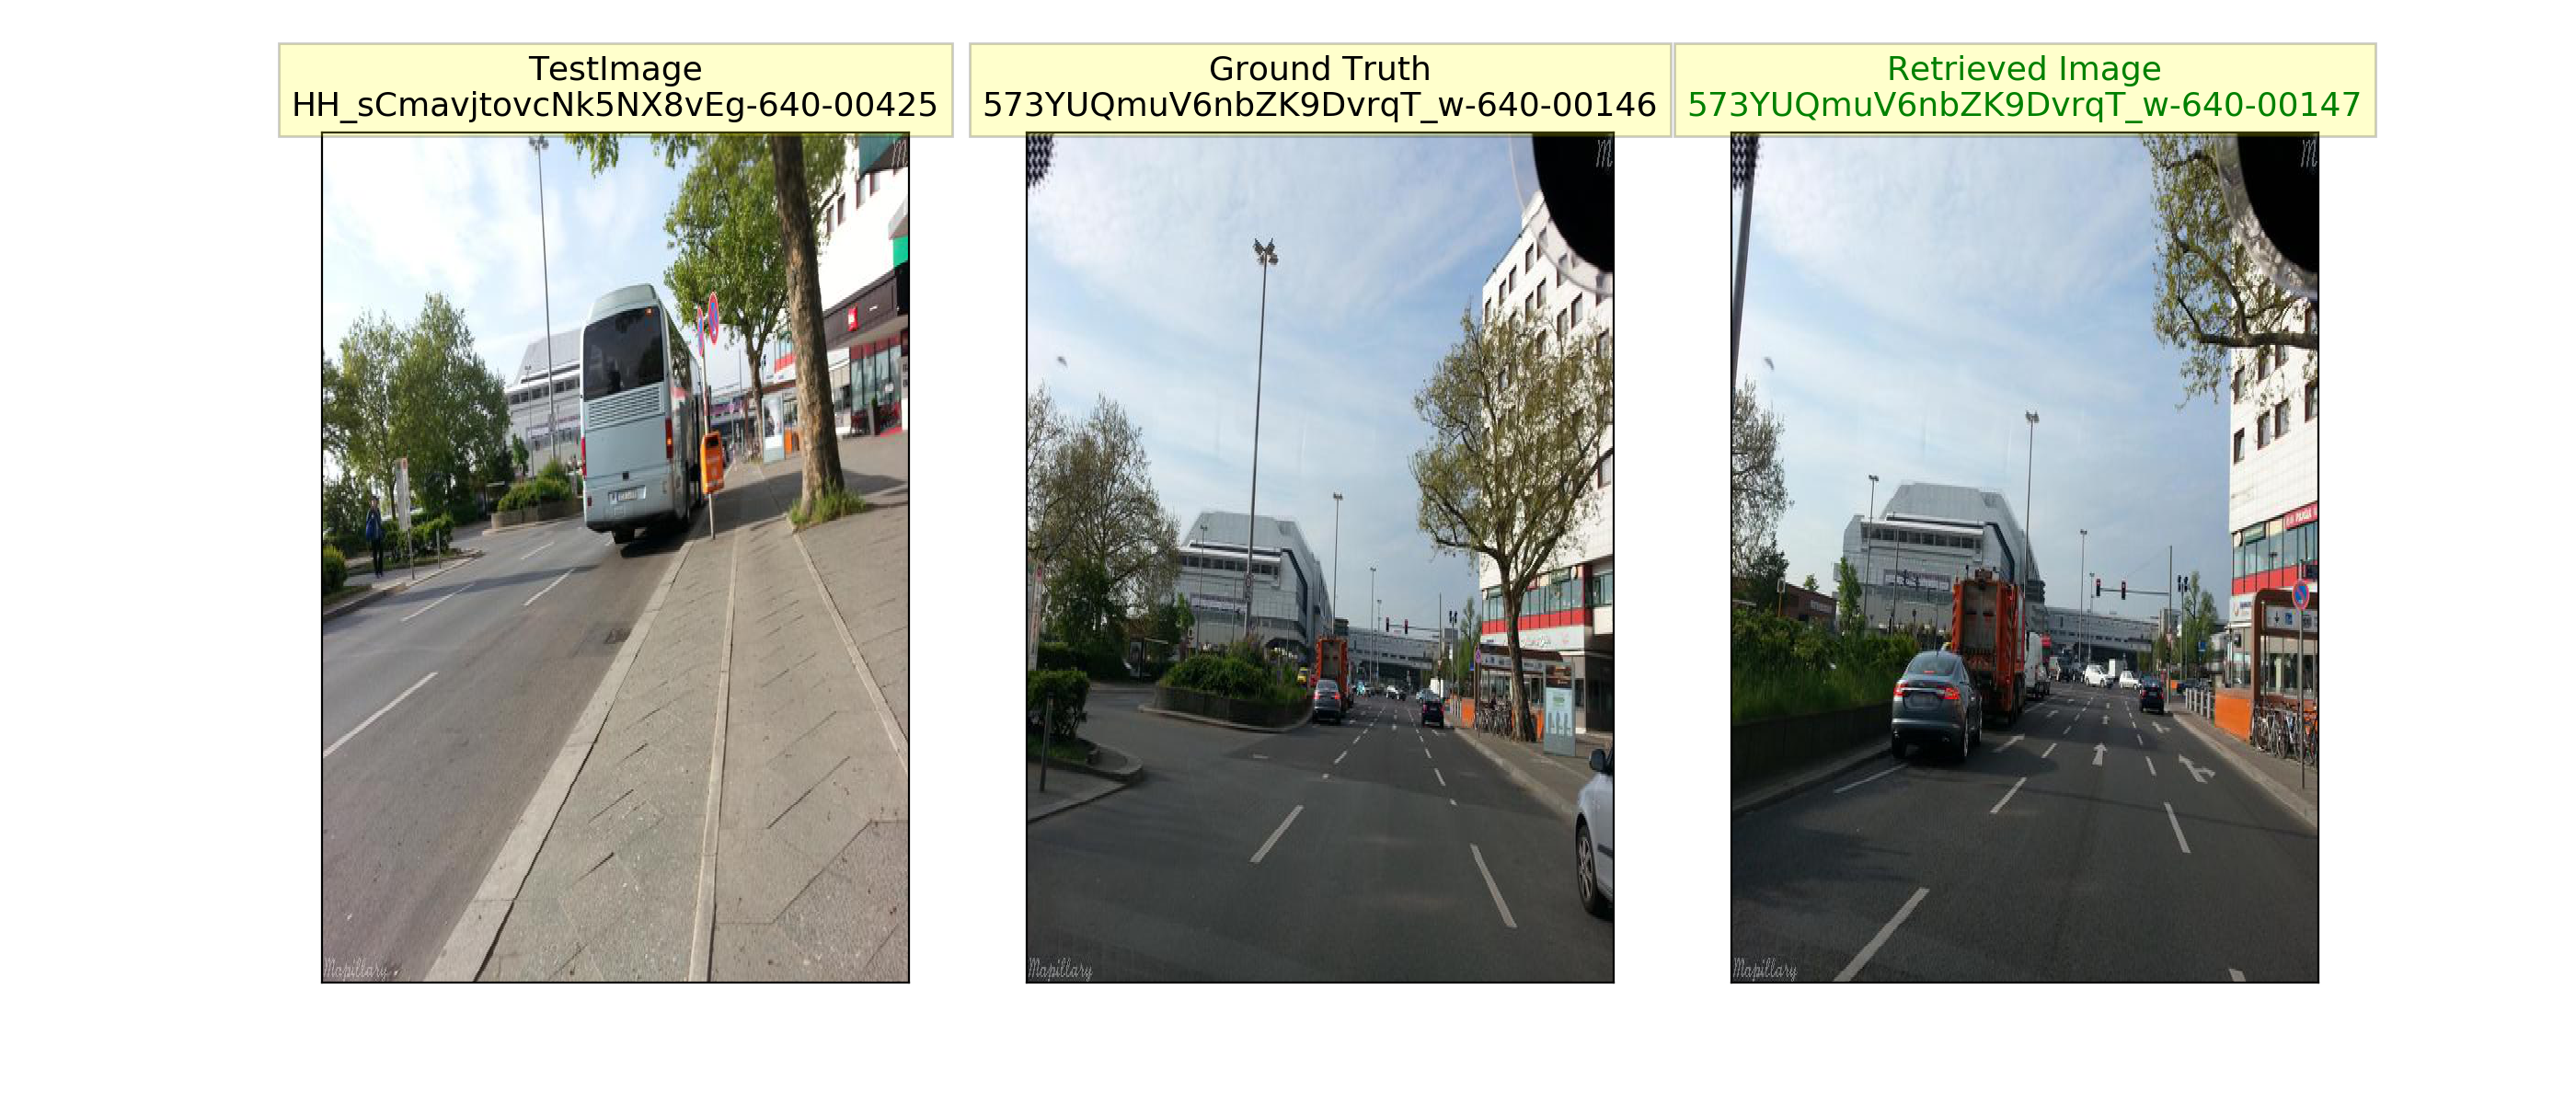 TestImage
HH_sCmavjtovcNk5NX8vEg-640-00425
Ground Truth
573YUQmuV6nbZK9DvrqT_w-640-00146
Retrieved Image
573YUQmuV6nbZK9DvrqT_w-640-00147
m
m
m
Mapillary
Mapillary
Mapillary